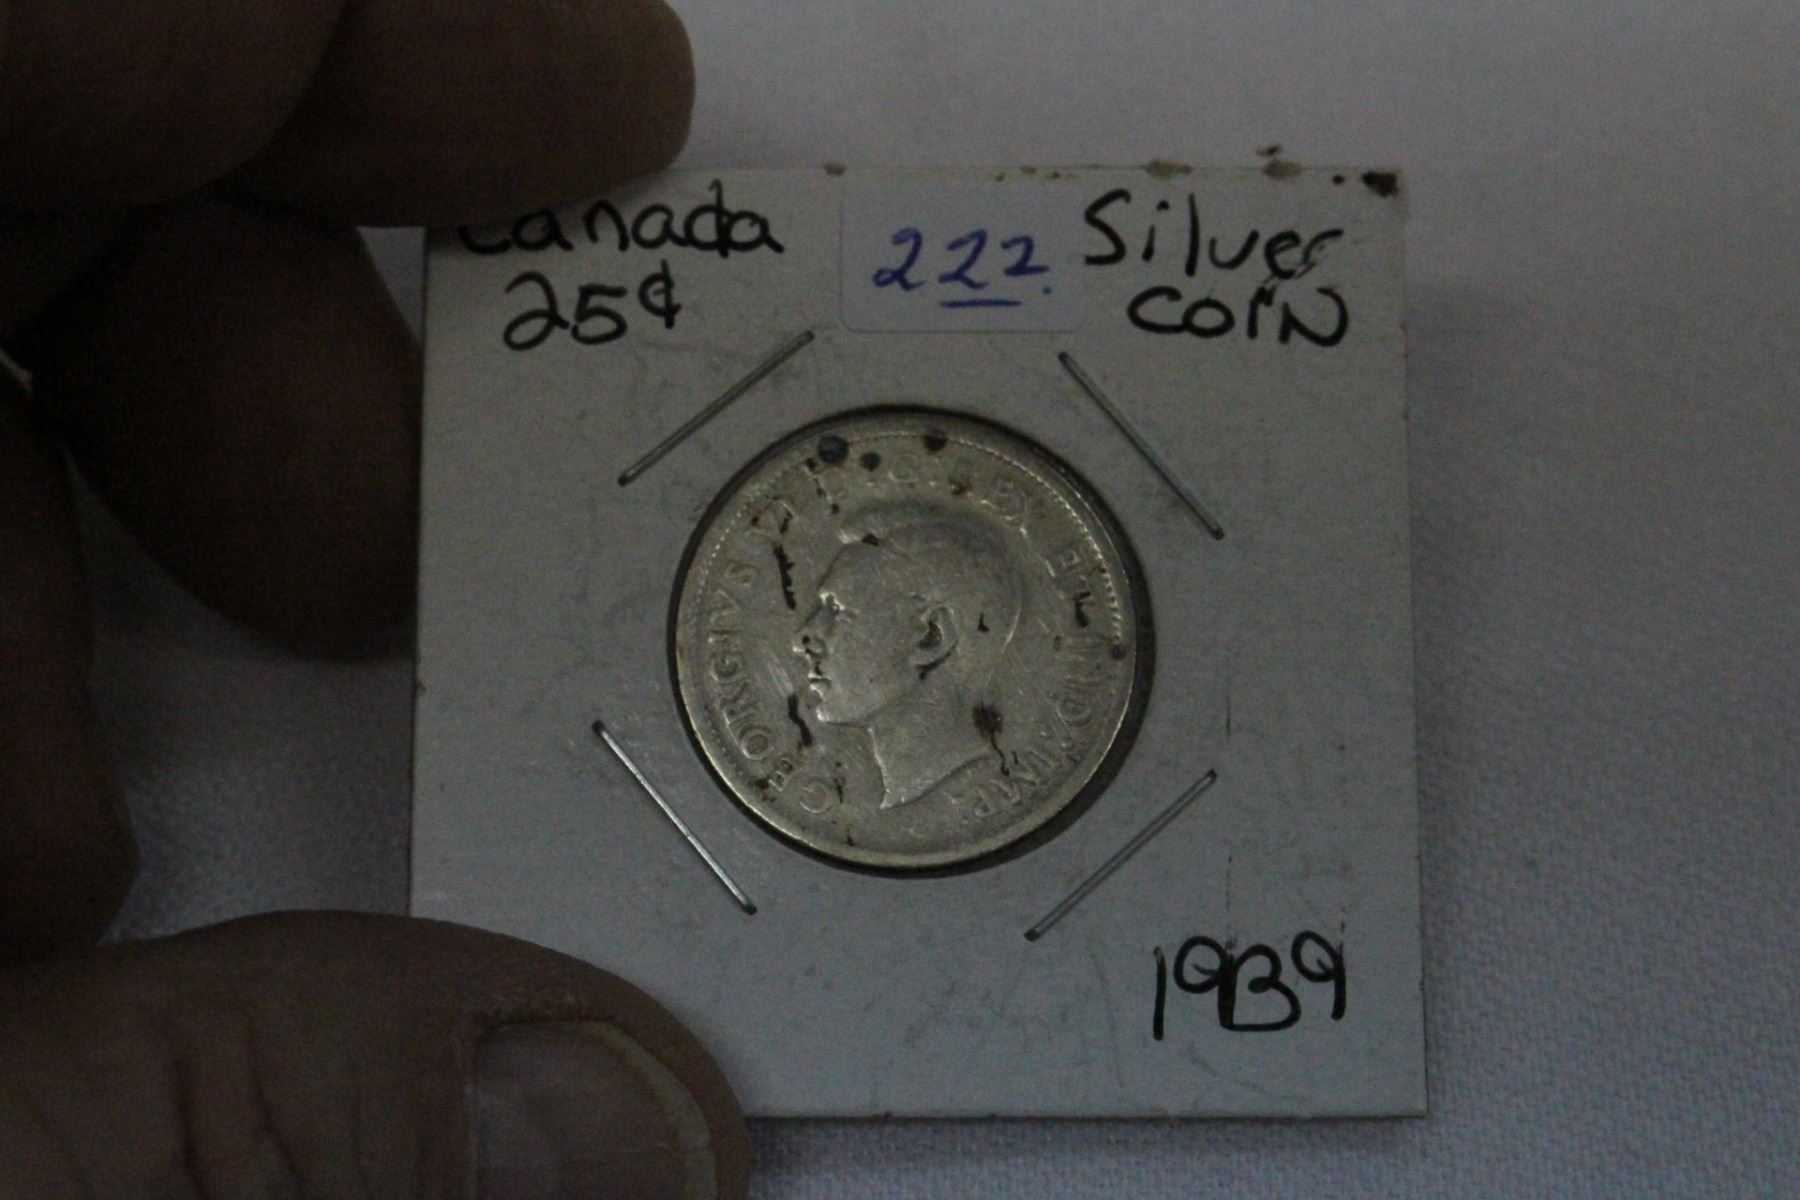 Canada
25¢
222.
Silver
COIN
GEORGIVS VI D:G:REX ET IND:IMP:
1939